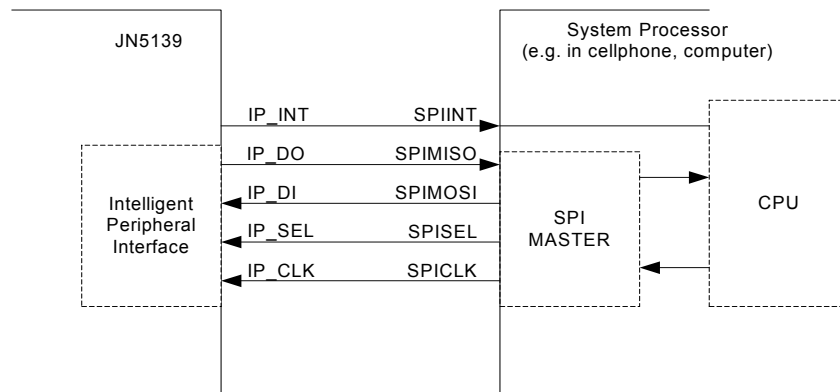 JN5139
System Processor
(e.g. in cellphone, computer)
IP_INT SPIINT
IP_DO SPIMISO
IP_DI SPIMOSI
IP_SEL SPISEL
IP_CLK SPICLK
Intelligent
Peripheral
Interface
SPI
MASTER
CPU